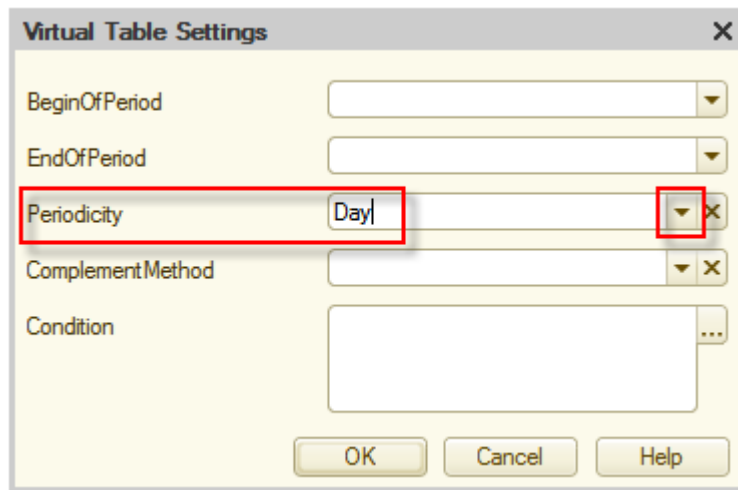 Virtual Table Settings
BeginOfPeriod
EndOfPeriod
Periodicity Day
ComplementMethod
Condition
...
OK Cancel Help